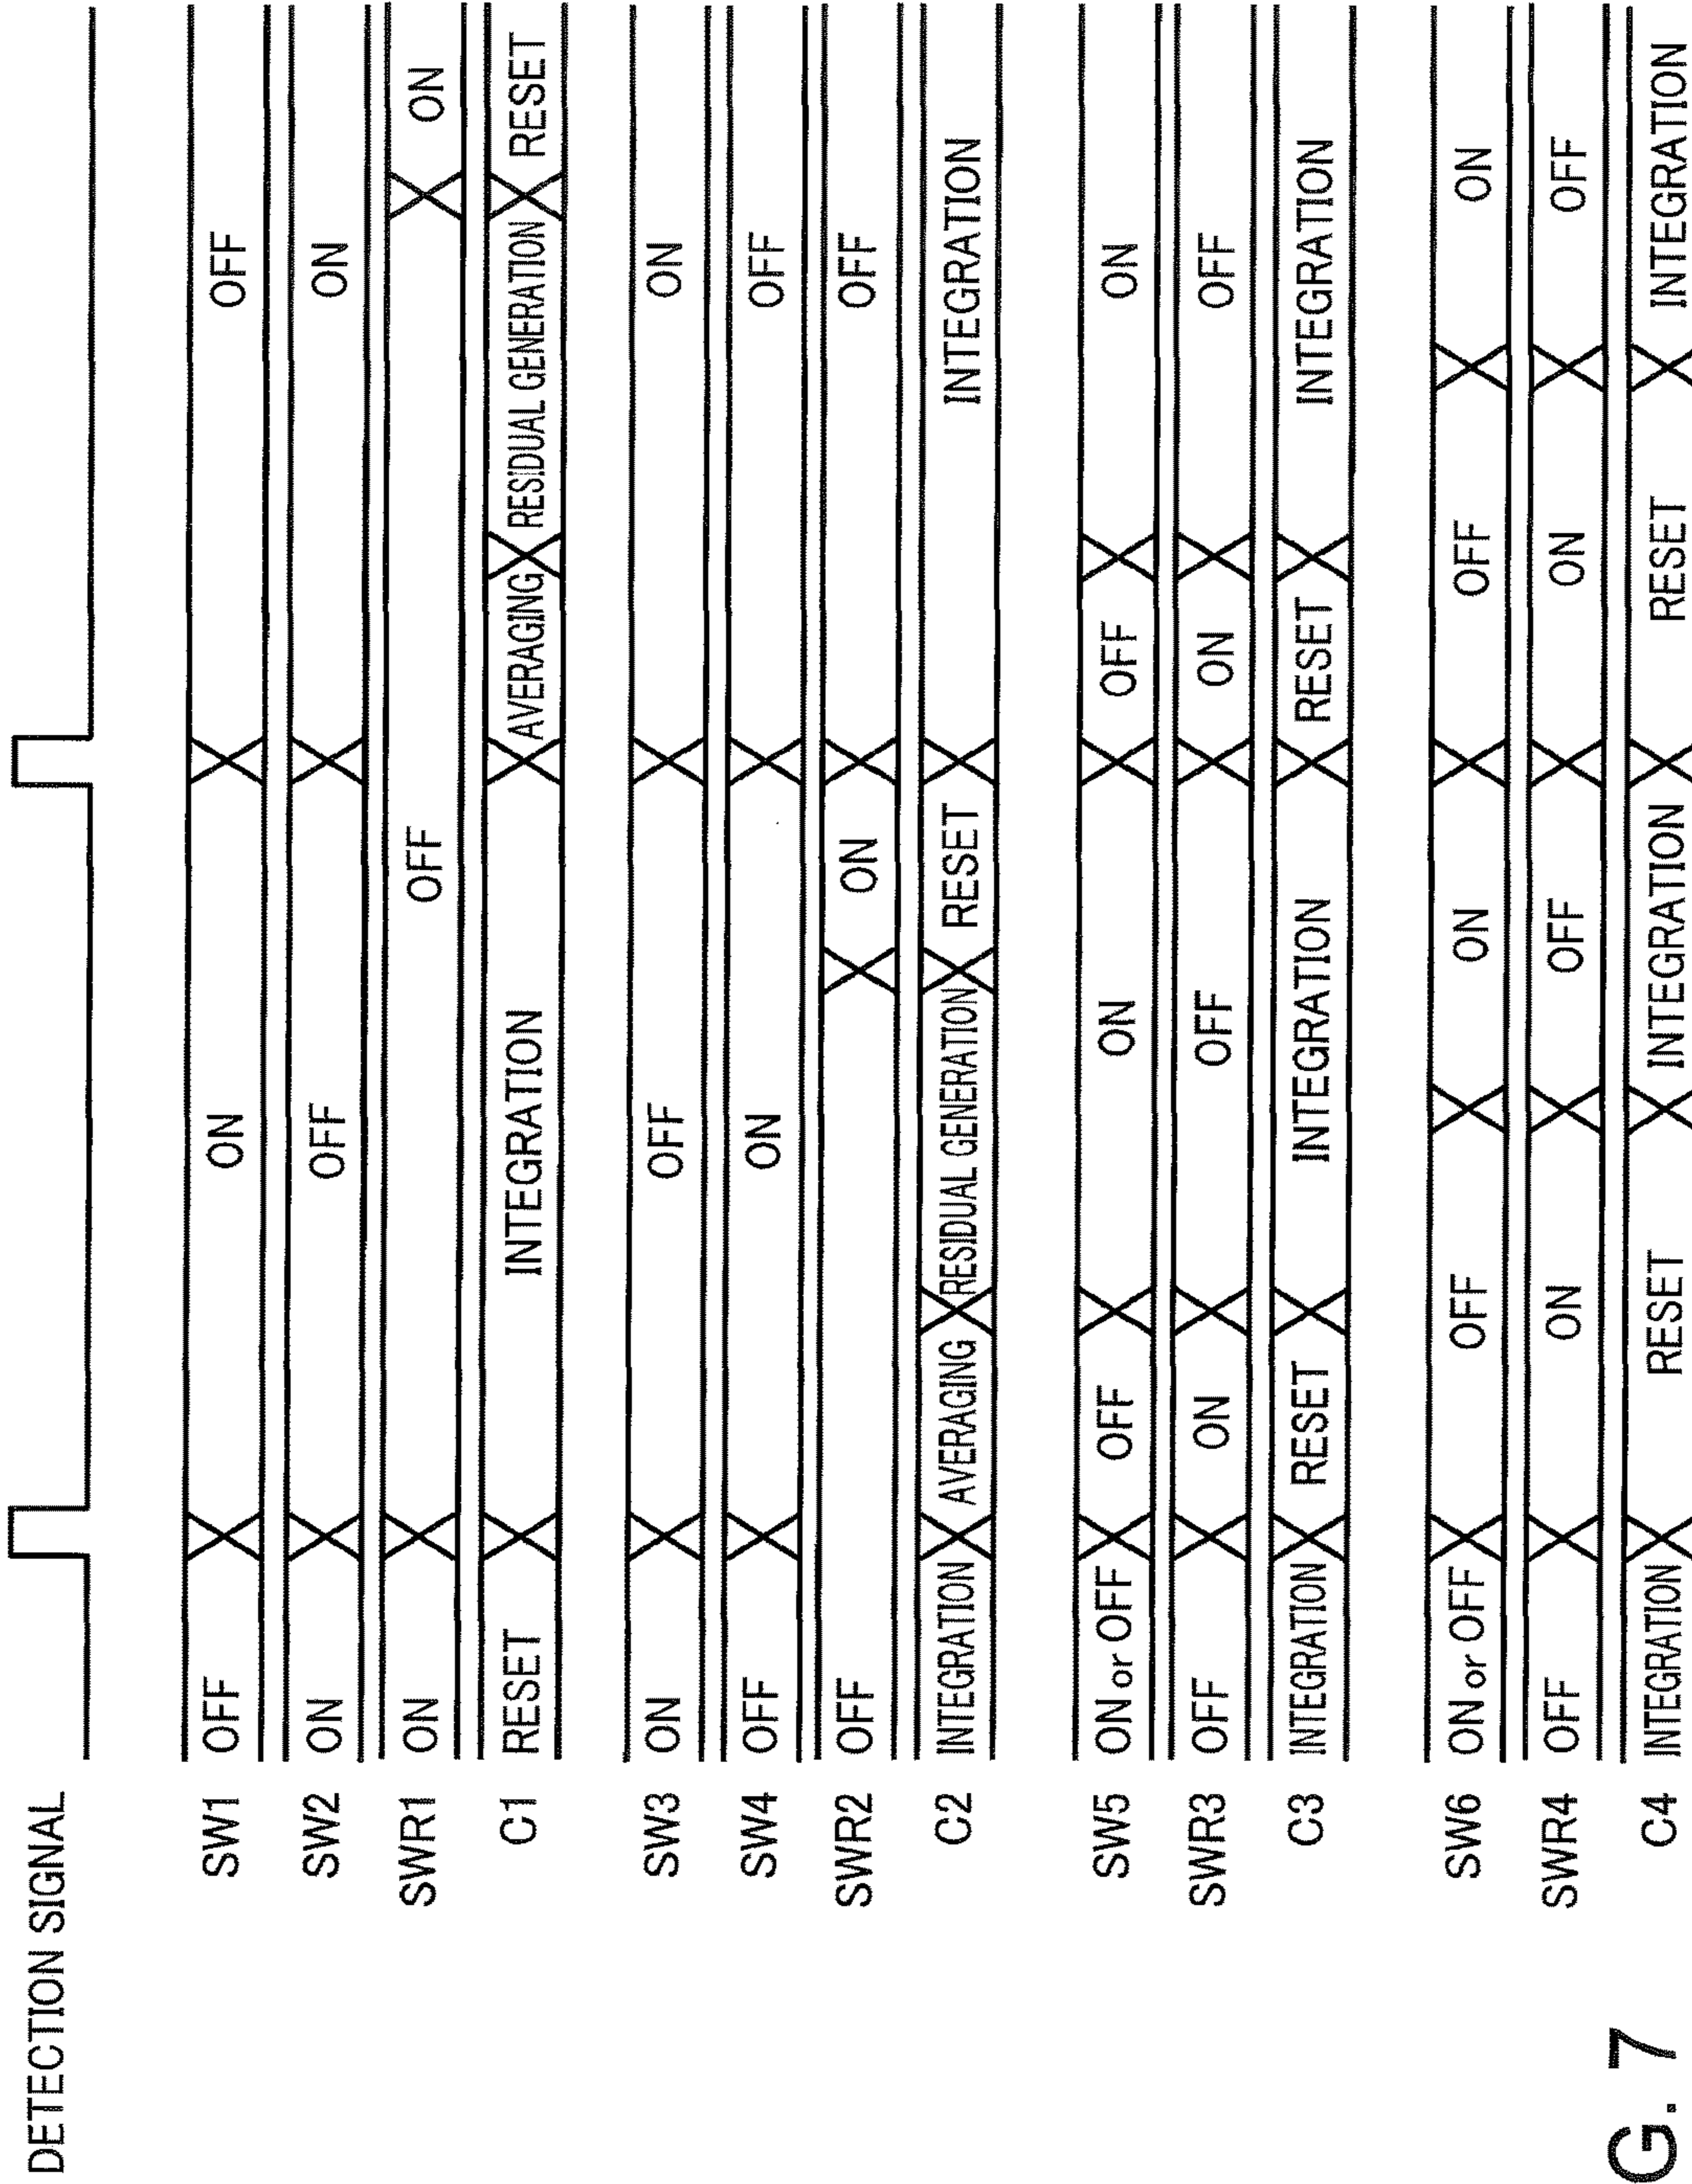 DETECTION SIGNAL
SW1 OFF ON OFF
SW2 ON OFF ON
SWR1 ON OFF ON
C1 RESET INTEGRATION AVERAGING RESIDUAL GENERATION RESET
SW3 ON OFF ON
SW4 OFF ON OFF
SWR2 OFF ON OFF
C2 INTEGRATION AVERAGING RESIDUAL GENERATION RESET INTEGRATION
SW5 ON or OFF OFF ON OFF ON
SWR3 OFF ON OFF ON OFF
C3 INTEGRATION RESET INTEGRATION RESET INTEGRATION
SW6 ON or OFF OFF ON OFF ON
SWR4 OFF ON OFF ON OFF
C4 INTEGRATION RESET INTEGRATION RESET INTEGRATION
G. 7